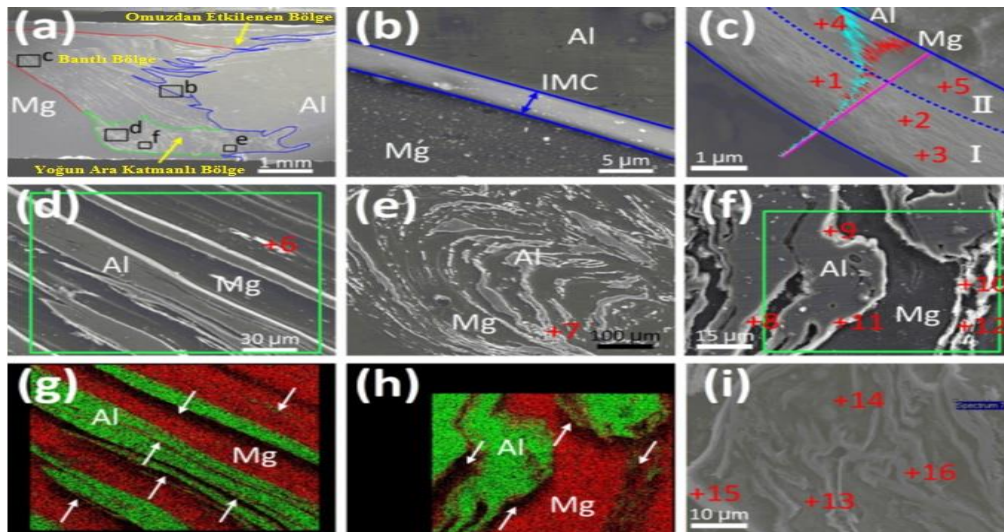 (a)
Omuzdan Etkilenen Bölge
c
Bantlı Bölge
b
Mg
Al
d
f
e
Yoğun Ara Katmanlı Bölge
1 mm
(b)
Al
IMC
Mg
5 µm
(c)
+4
Al
Mg
+1
+5
II
+2
+3
I
1 µm
(d)
+6
Al
Mg
30 µm
(e)
Al
Mg
+7
100 µm
(f)
+9
Al
+10
Mg
+8
+11
+12
15 µm
(g)
Al
Mg
(h)
Al
Mg
(i)
+14
Spectrum
+16
+15
+13
10 µm